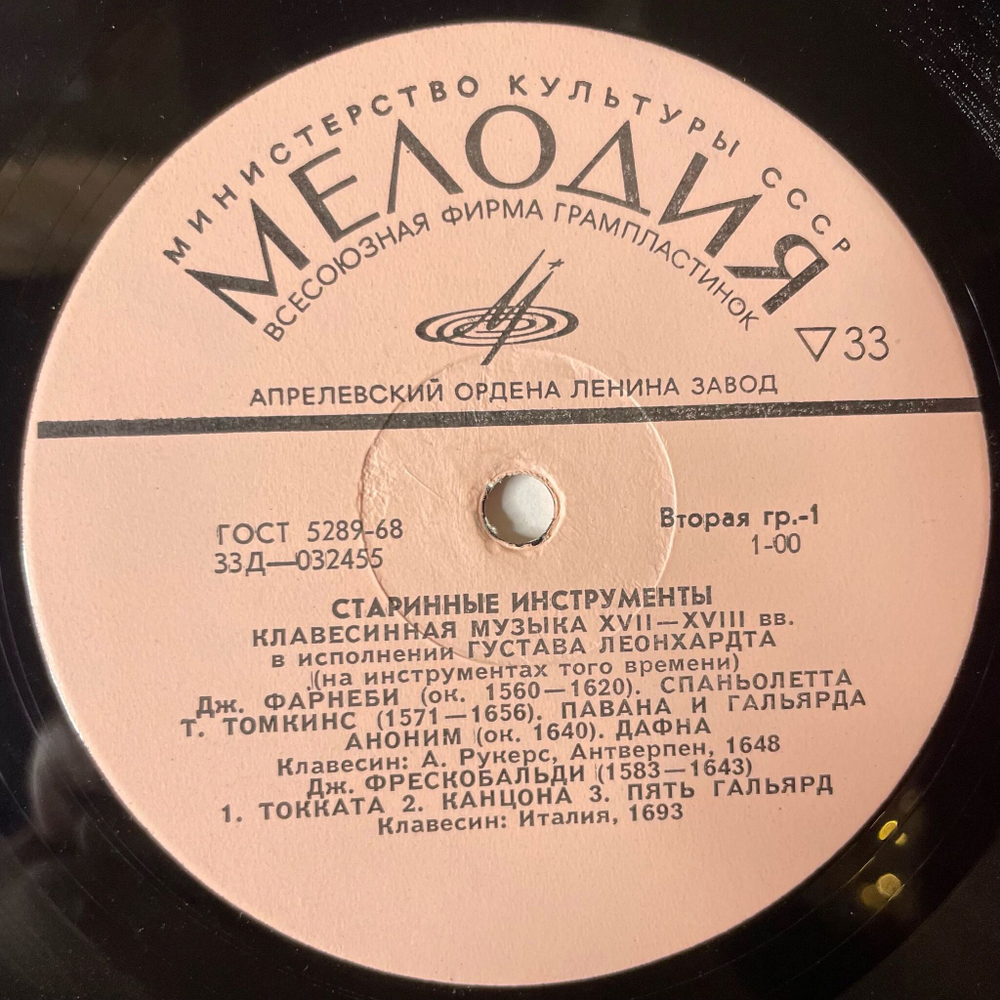 МИНИСТЕРСТВО КУЛЬТУРЫ СССР
МЕЛОДИЯ
ВСЕСОЮЗНАЯ ФИРМА ГРАМПЛАСТИНОК
▽33
АПРЕЛЕВСКИЙ ОРДЕНА ЛЕНИНА ЗАВОД
ГОСТ 5289-68
33Д—032455
Вторая гр.-1
1-00
СТАРИННЫЕ ИНСТРУМЕНТЫ
КЛАВЕСИННАЯ МУЗЫКА XVII—XVIII вв.
в исполнении ГУСТАВА ЛЕОНХАРДТА
(на инструментах того времени)
Дж. ФАРНЕБИ (ок. 1560—1620). СПАНЬОЛЕТТА
Т. ТОМКИНС (1571—1656). ПАВАНА И ГАЛЬЯРДА
АНОНИМ (ок. 1640). ДАФНА
Клавесин: А. Рукерс, Антверпен, 1648
Дж. ФРЕСКОБАЛЬДИ (1583—1643)
1. ТОККАТА 2. КАНЦОНА 3. ПЯТЬ ГАЛЬЯРД
Клавесин: Италия, 1693